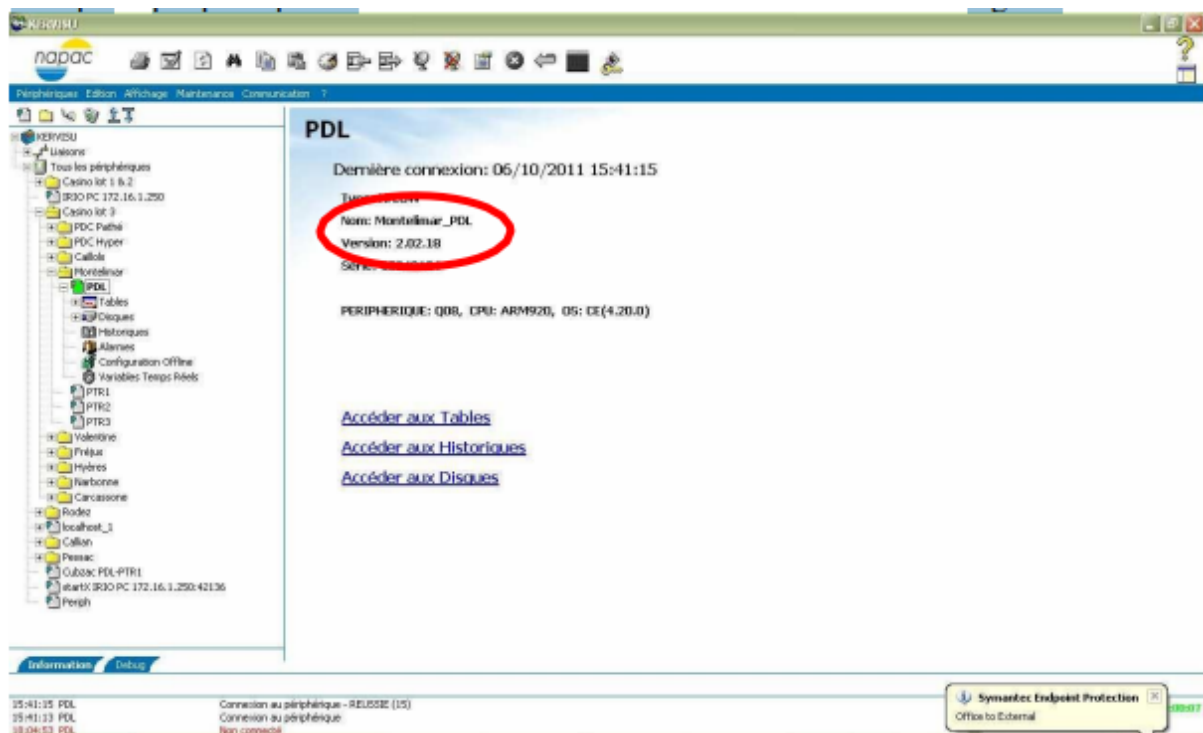 KERVISU
napac
Périphériques Edition Affichage Maintenance Communication ?
KERVISU
Liaisons
Tous les périphériques
Casino lot 1 & 2
IRIO PC 172.16.1.250
Casino lot 3
PDC Pathé
PDC Hyper
Caillols
Montelimar
PDL
Tables
Disques
Historiques
Alarmes
Configuration Offline
Variables Temps Réels
PTR1
PTR2
PTR3
Valentine
Fréjus
Hyères
Narbonne
Carcassone
Rodez
localhost_1
Callian
Pessac
Cubzac PDL-PTR1
startX IRIO PC 172.16.1.250:42136
Periph
PDL
Dernière connexion: 06/10/2011 15:41:15
Nom: Montelimar_PDL
Version: 2.02.18
PERIPHERIQUE: Q08, CPU: ARM920, OS: CE(4.20.0)
Accéder aux Tables
Accéder aux Historiques
Accéder aux Disques
Information Debug
15:41:15 PDL Connexion au périphérique - REUSSIE (15)
15:41:13 PDL Connexion au périphérique
18:04:53 PDL Non connecté
Symantec Endpoint Protection
Office to External